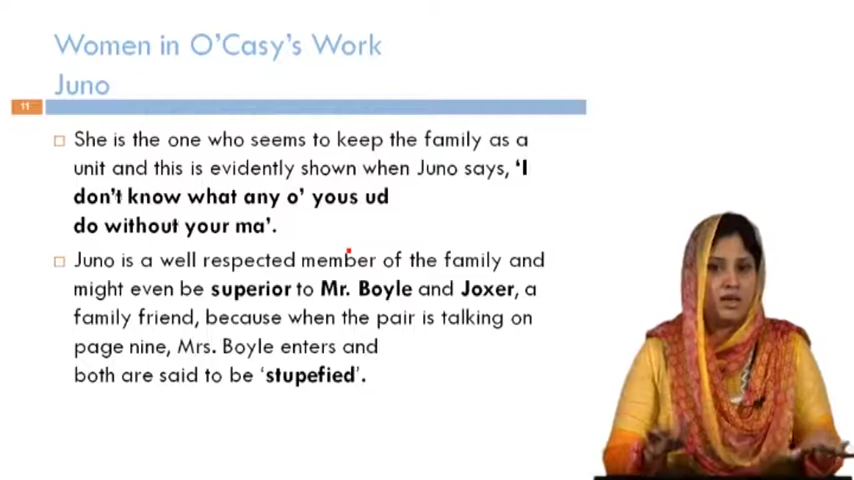 Women in O'Casy's Work
Juno
11
She is the one who seems to keep the family as a
unit and this is evidently shown when Juno says, 'I
don't know what any o' yous ud
do without your ma'.
Juno is a well respected member of the family and
might even be superior to Mr. Boyle and Joxer, a
family friend, because when the pair is talking on
page nine, Mrs. Boyle enters and
both are said to be 'stupefied'.